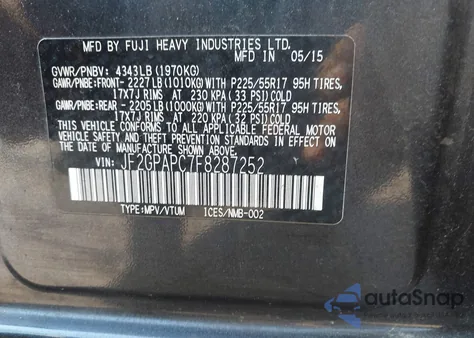 MFD. BY FUJI HEAVY INDUSTRIES LTD.
MFD. IN 05/15
GVWR/PNBV: 4343LB (1970KG)
GAWR/PNBE:FRONT- 2227LB (1010KG) WITH P225/55R17 95H TIRES,
17X7J RIMS AT 230 KPA (33 PSI) COLD
GAWR/PNBE:REAR - 2205LB (1000KG) WITH P225/55R17 95H TIRES,
17X7J RIMS AT 220 KPA (32 PSI) COLD
THIS VEHICLE CONFORMS TO ALL APPLICABLE FEDERAL MOTOR
VEHICLE SAFETY AND BUMPER STANDARDS IN EFFECT ON
THE DATE OF MANUFACTURE SHOWN ABOVE.
VIN: JF2GPAPC7F8287252
TYPE:MPV/VTUM ICES/NMB-002
autoSnap